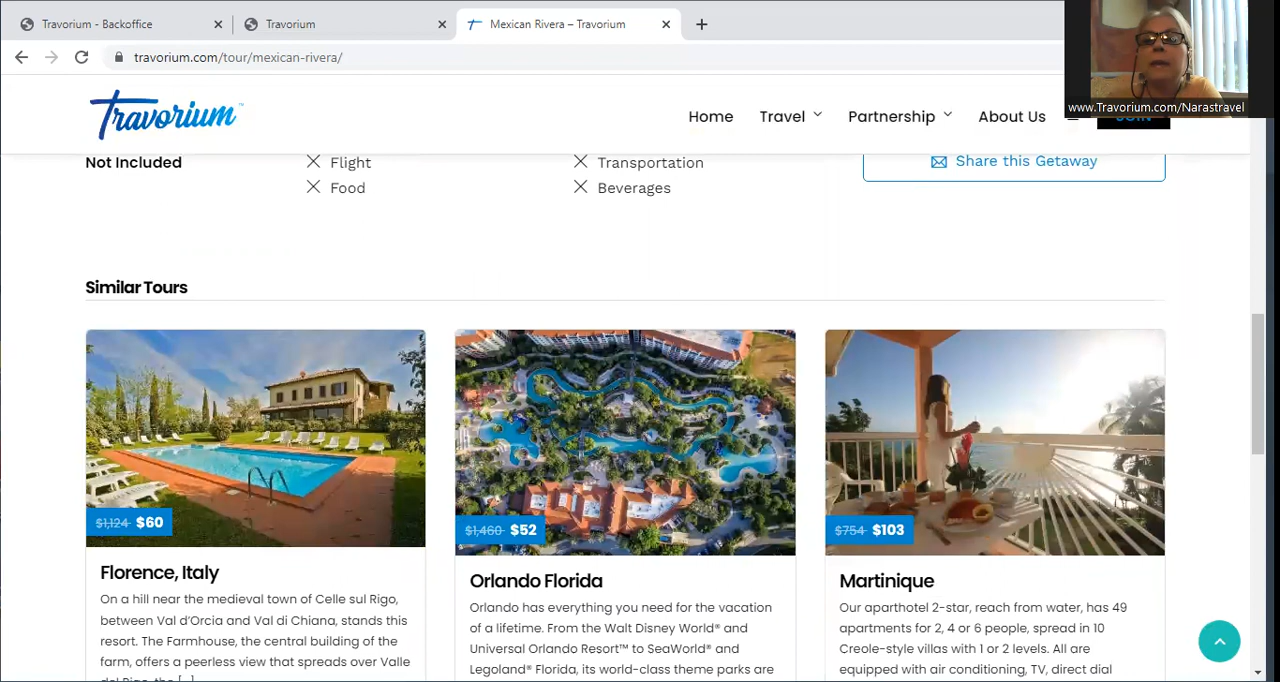 Travorium - Backoffice
Travorium
Mexican Rivera – Travorium
travorium.com/tour/mexican-rivera/
www.Travorium.com/Narastravel
Travorium™
Home
Travel
Partnership
About Us
JOIN
Not Included
Flight
Transportation
Food
Beverages
Share this Getaway
Similar Tours
$1,124 $60
$1,460 $52
$754 $103
Florence, Italy
On a hill near the medieval town of Celle sul Rigo,
between Val d’Orcia and Val di Chiana, stands this
resort. The Farmhouse, the central building of the
farm, offers a peerless view that spreads over Valle
del Rigo, the [...]
Orlando Florida
Orlando has everything you need for the vacation
of a lifetime. From the Walt Disney World® and
Universal Orlando Resort™ to SeaWorld® and
Legoland® Florida, its world-class theme parks are
Martinique
Our aparthotel 2-star, reach from water, has 49
apartments for 2, 4 or 6 people, spread in 10
Creole-style villas with 1 or 2 levels. All are
equipped with air conditioning, TV, direct dial